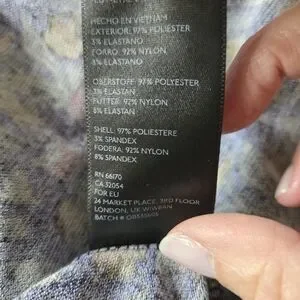 HECHO EN VIETNAM
EXTERIOR: 97% POLIESTER
3% ELASTANO
FORRO: 92% NYLON
8% ELASTANO
OBERSTOFF: 97% POLYESTER
3% ELASTAN
FUTTER: 92% NYLON
8% ELASTAN
SHELL: 97% POLIESTERE
3% SPANDEX
FODERA: 92% NYLON
8% SPANDEX
RN 66170
CA 32054
FOR EU
24 MARKET PLACE, 3RD FLOOR
LONDON, UK W1W8AN
BATCH #